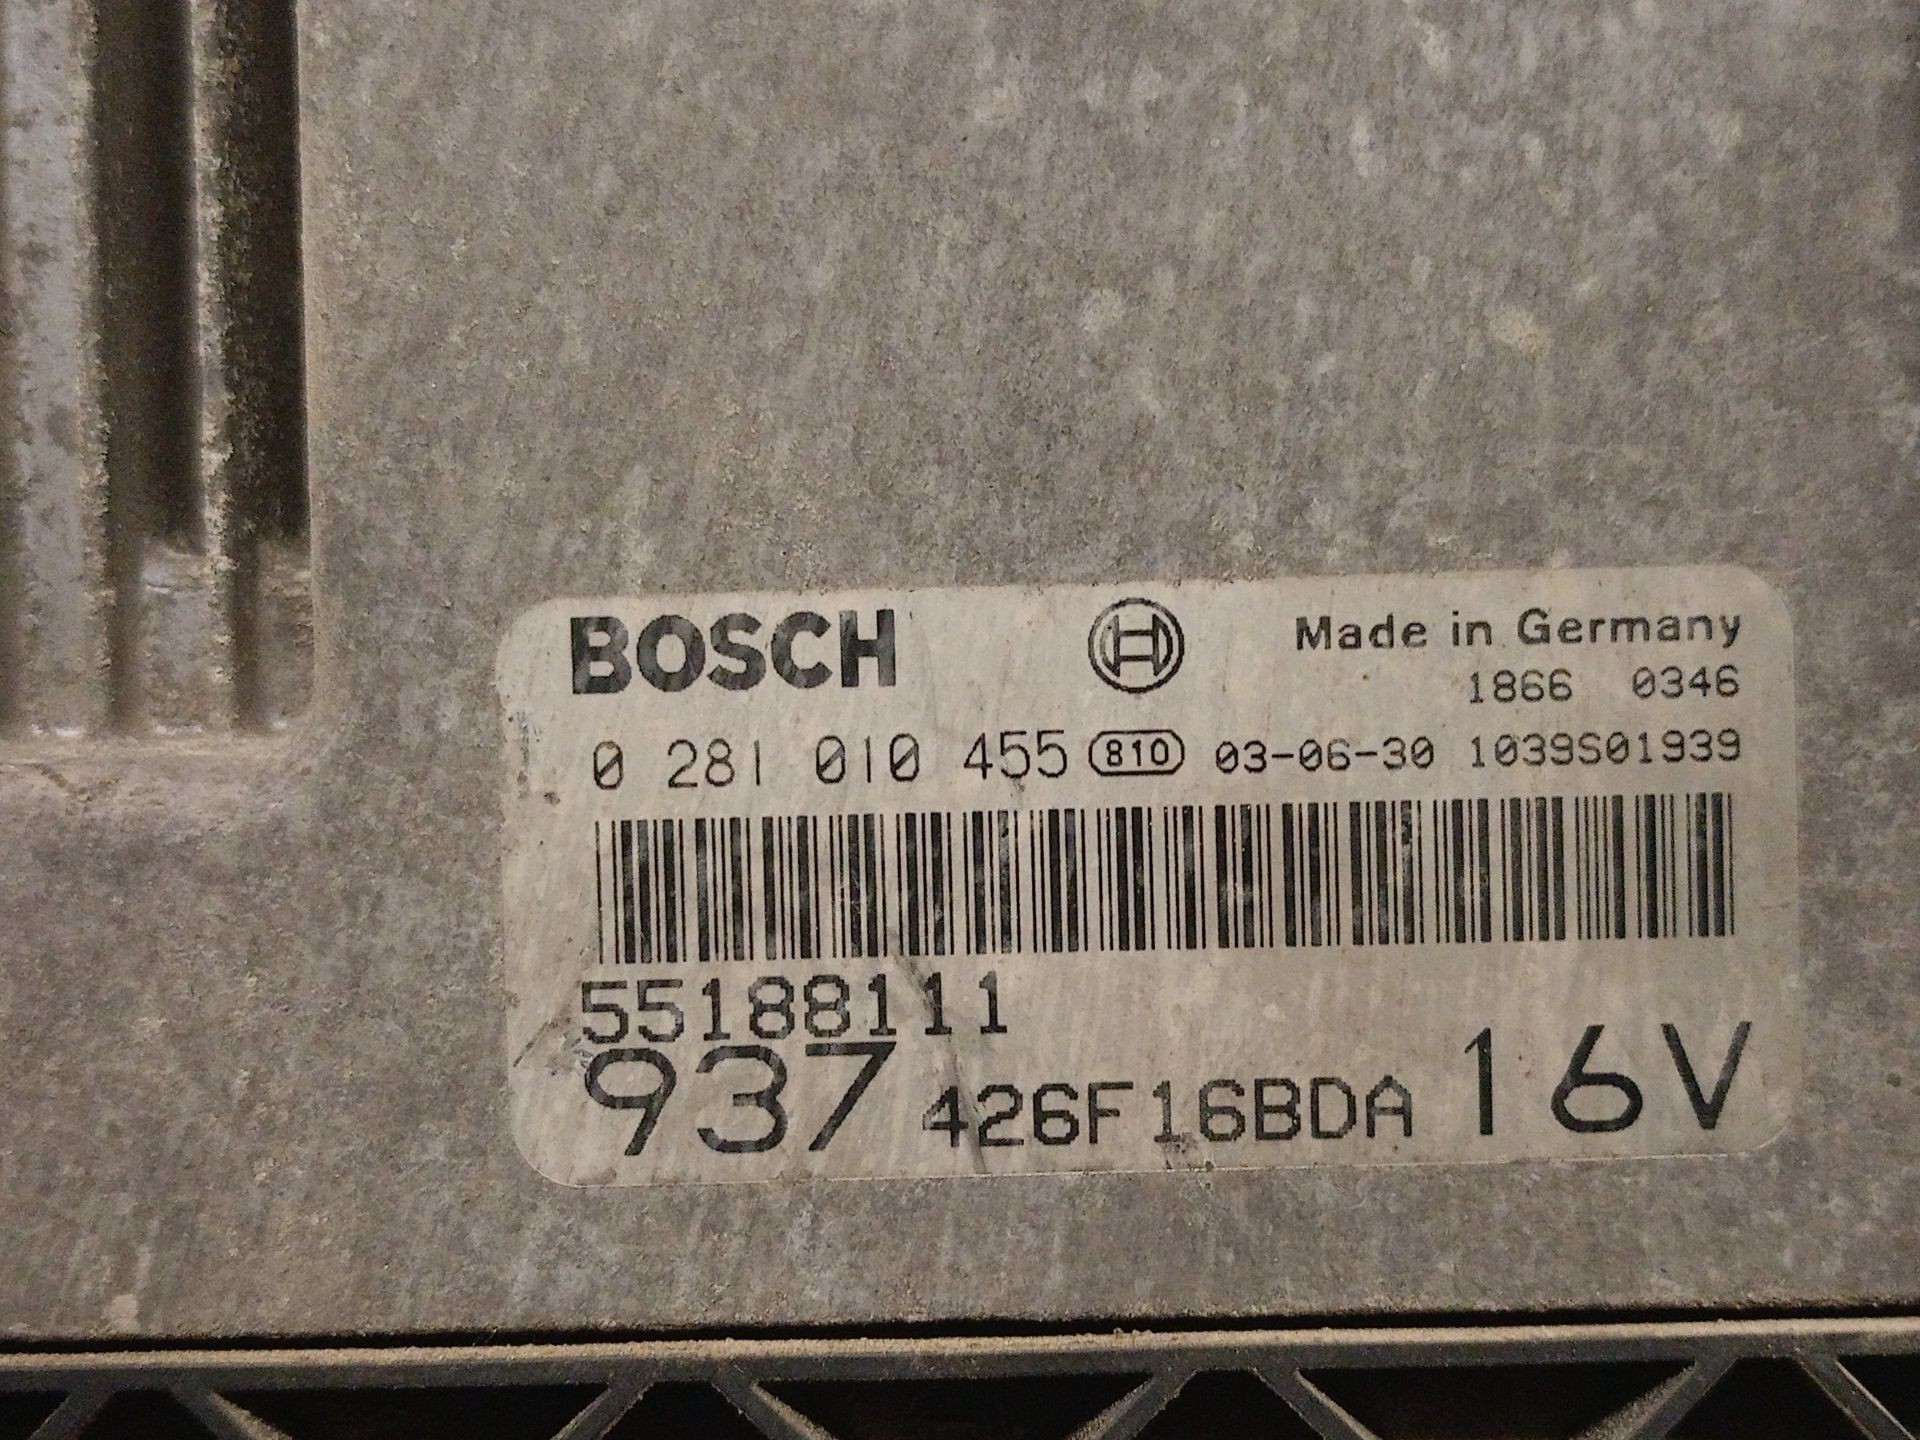 BOSCH Made in Germany
1866 0346
0 281 010 455 810 03-06-30 1039S01939
55188111
937 426F16BDA 16V